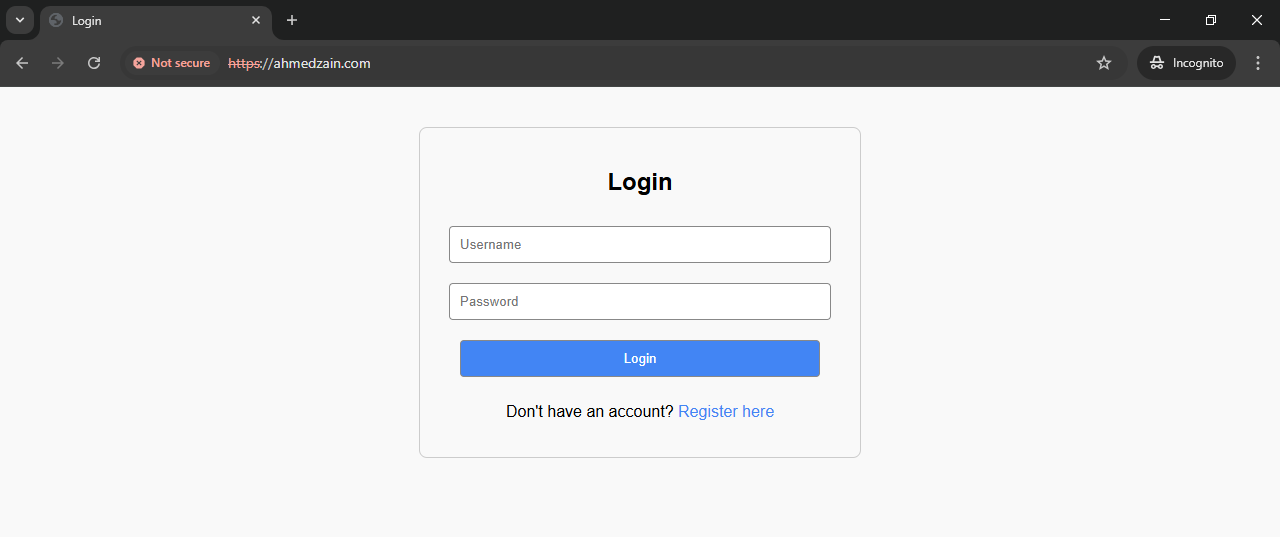 Login
Not secure https://ahmedzain.com Incognito
Login
Username
Password
Login
Don't have an account? Register here